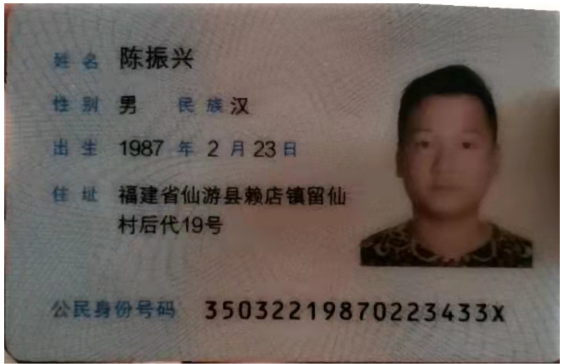 姓名 陈振兴
性别 男 民族 汉
出生 1987 年 2 月 23 日
住址 福建省仙游县赖店镇留仙
村后代19号
公民身份号码 35032219870223433X